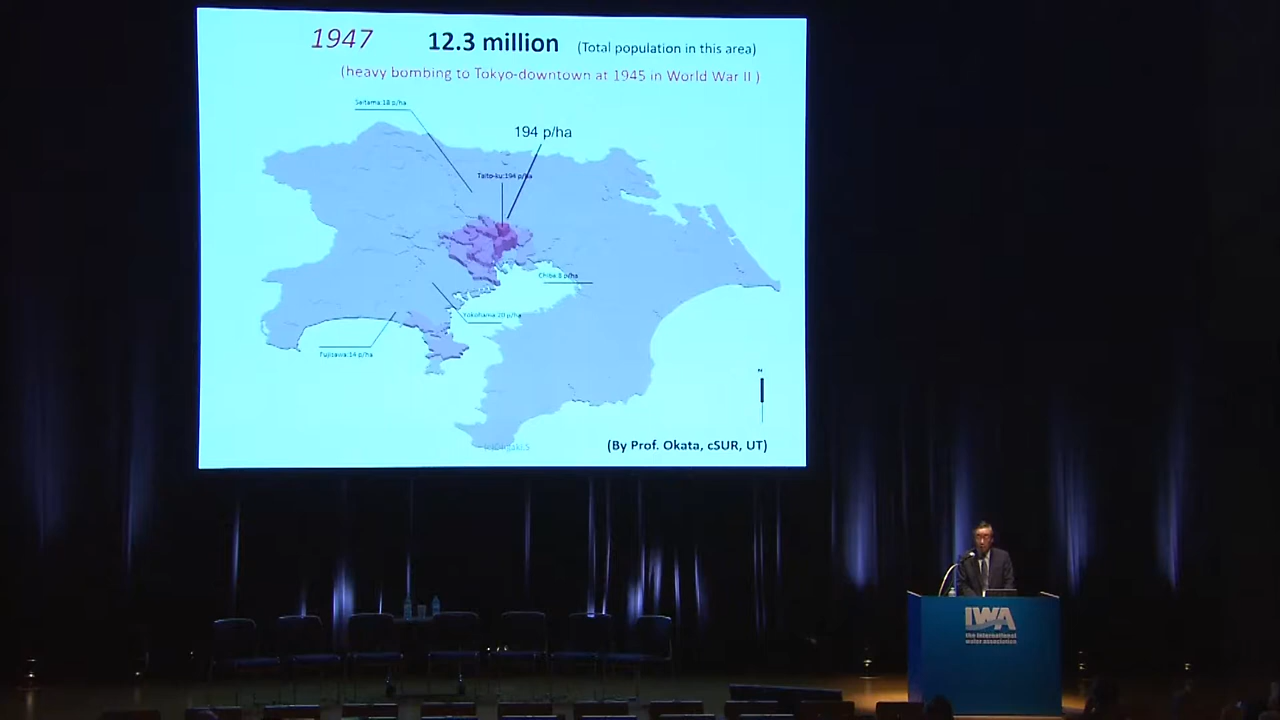 1947 12.3 million (Total population in this area)
(heavy bombing to Tokyo-downtown at 1945 in World War II )
Saitama:18 p/ha
194 p/ha
Taito-ku:194 p/ha
Chiba:8 p/ha
Yokohama:20 p/ha
Fujisawa:14 p/ha
N
(By Prof. Okata, cSUR, UT)
IWA
the international
water association